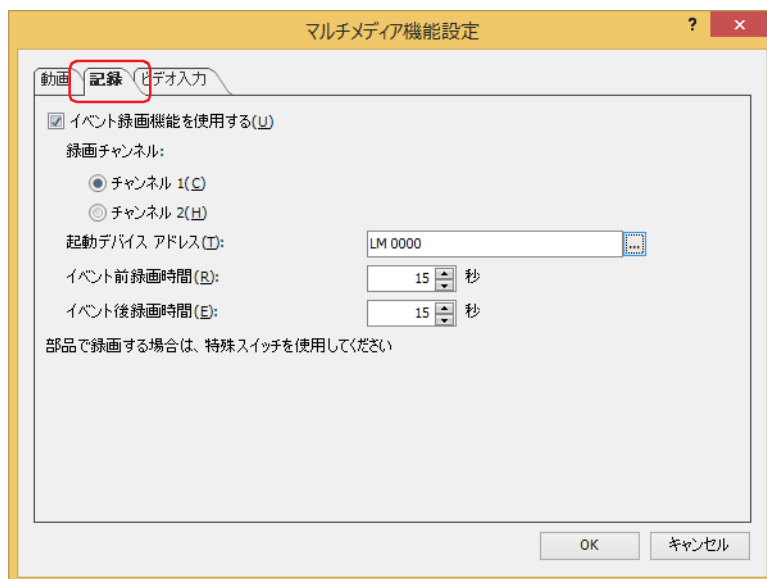 マルチメディア機能設定
? ×
動画 記録 ビデオ入力
イベント録画機能を使用する(U)
録画チャンネル:
チャンネル 1(C)
チャンネル 2(H)
起動デバイス アドレス(T): LM 0000 ...
イベント前録画時間(R): 15 秒
イベント後録画時間(E): 15 秒
部品で録画する場合は、特殊スイッチを使用してください
OK キャンセル